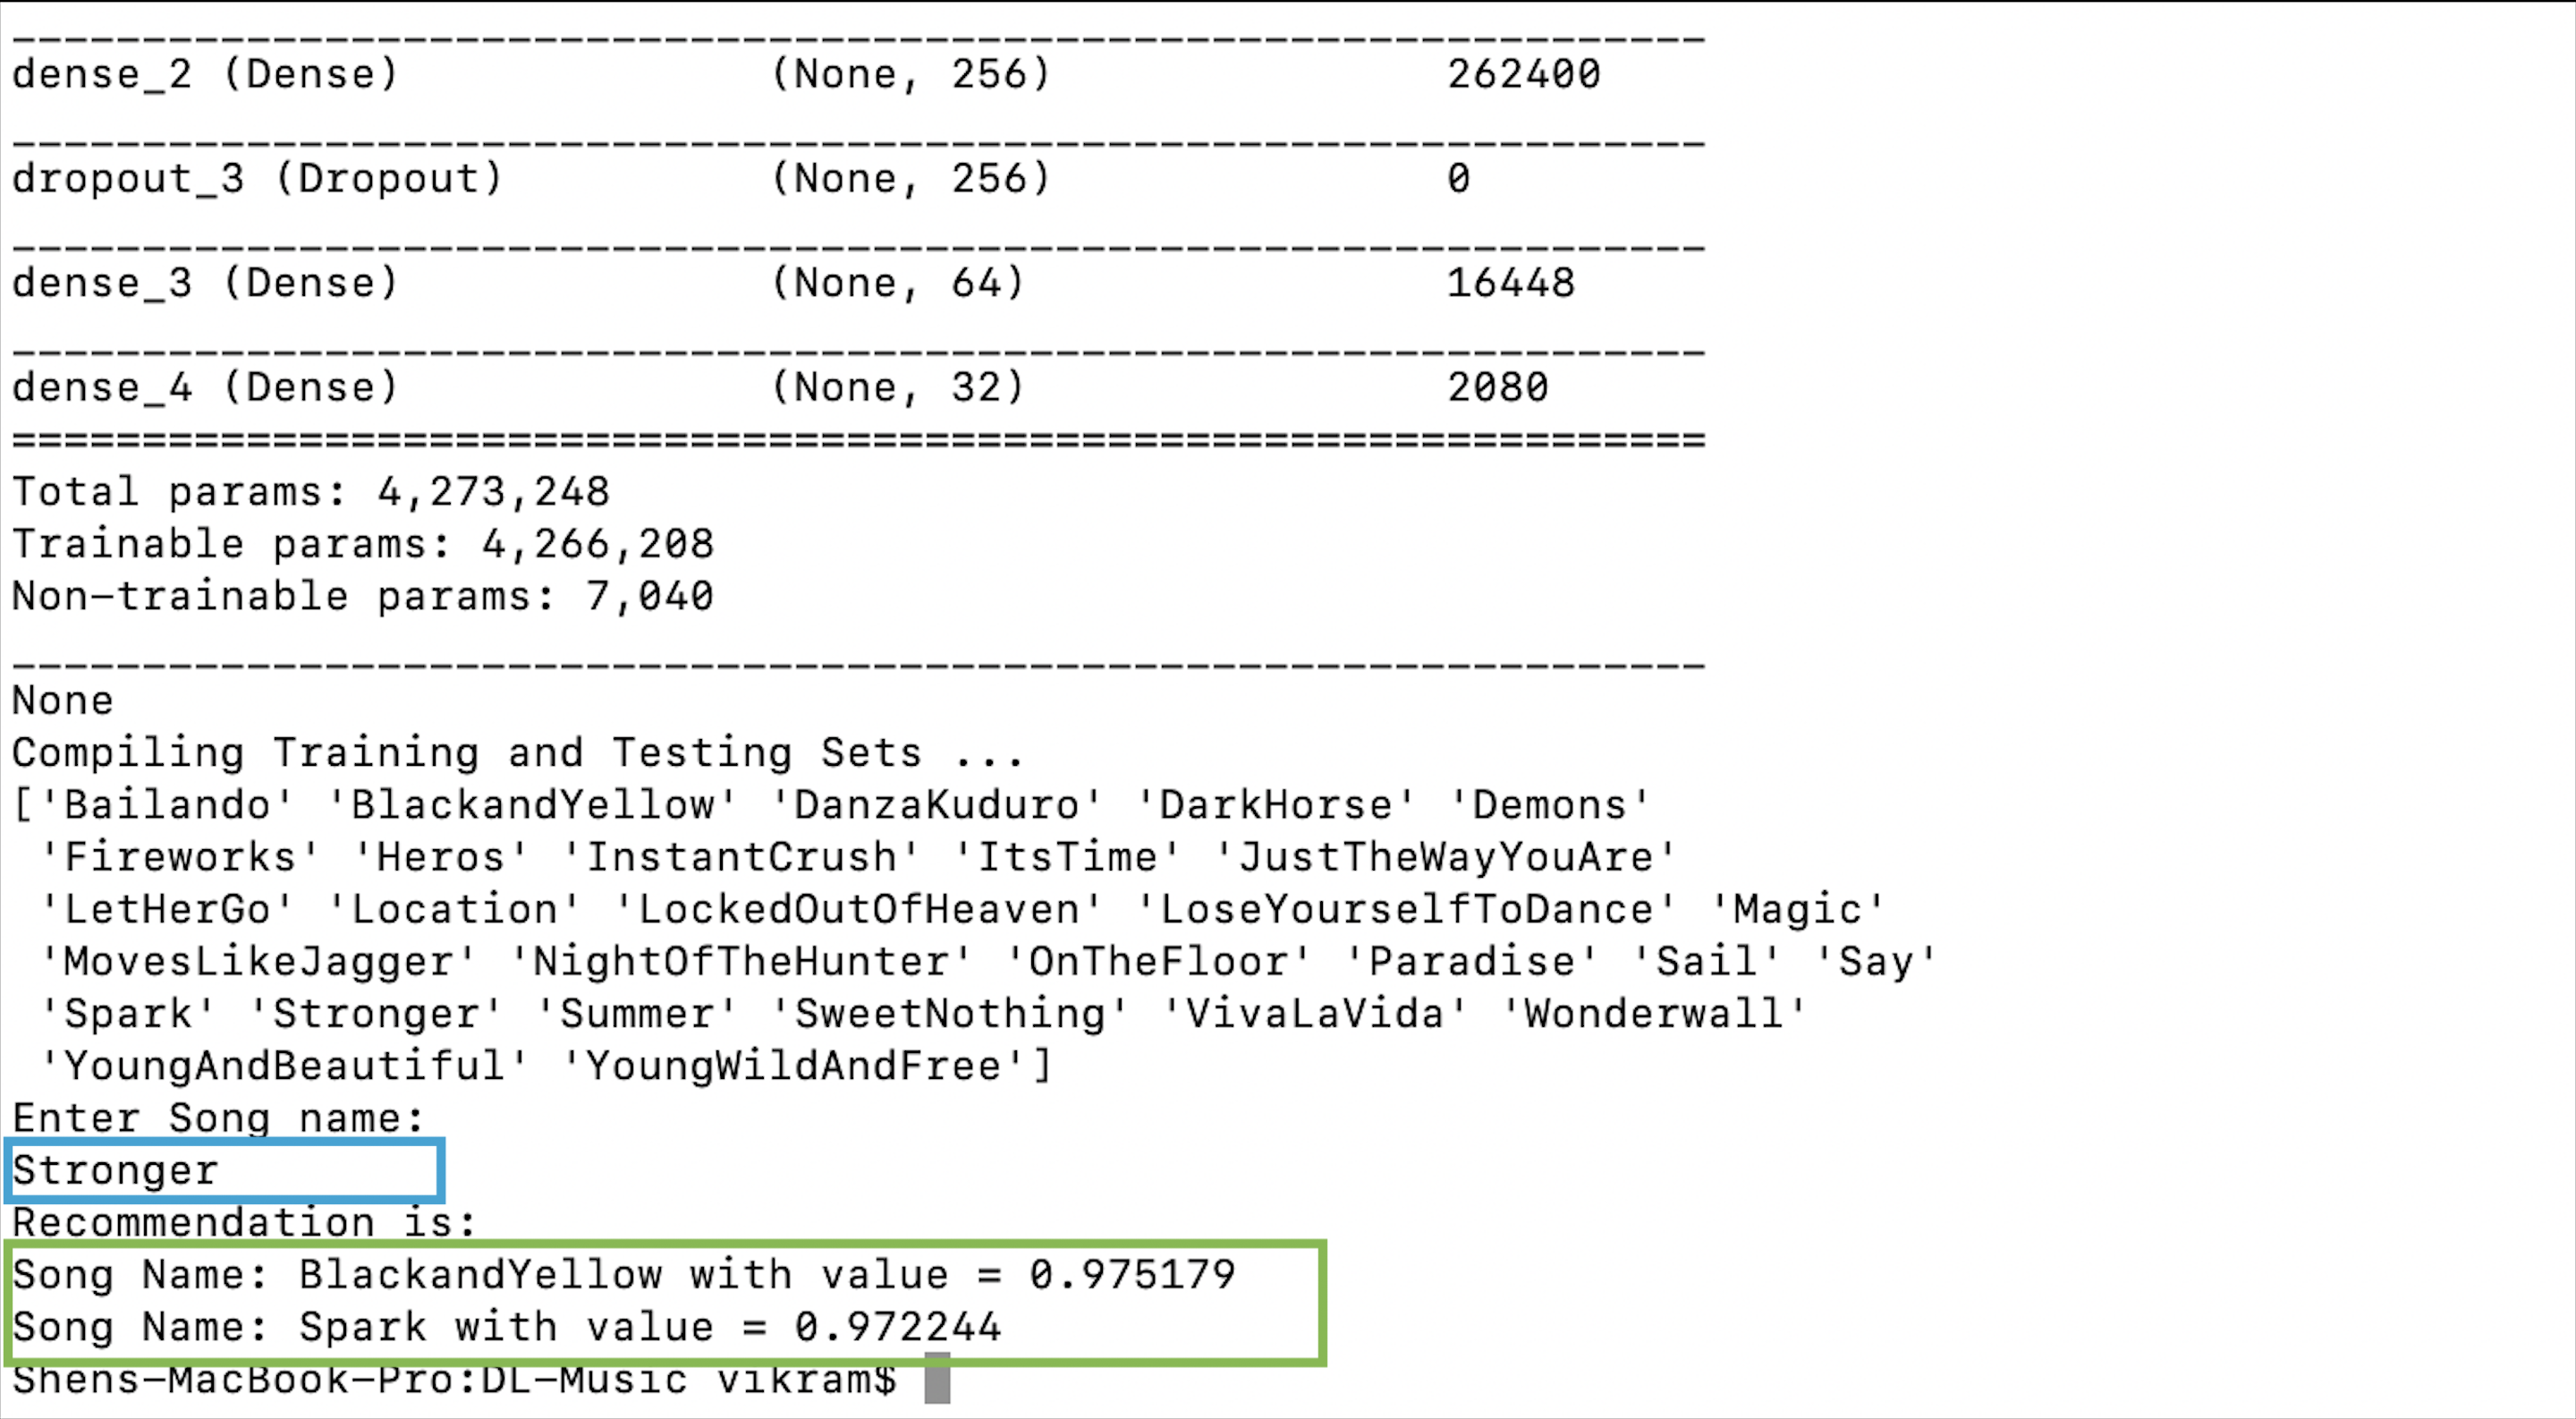 _________________________________________________________________
dense_2 (Dense)              (None, 256)               262400
_________________________________________________________________
dropout_3 (Dropout)          (None, 256)               0
_________________________________________________________________
dense_3 (Dense)              (None, 64)                16448
_________________________________________________________________
dense_4 (Dense)              (None, 32)                2080
=================================================================
Total params: 4,273,248
Trainable params: 4,266,208
Non-trainable params: 7,040
_________________________________________________________________
None
Compiling Training and Testing Sets ...
['Bailando' 'BlackandYellow' 'DanzaKuduro' 'DarkHorse' 'Demons'
 'Fireworks' 'Heros' 'InstantCrush' 'ItsTime' 'JustTheWayYouAre'
 'LetHerGo' 'Location' 'LockedOutOfHeaven' 'LoseYourselfToDance' 'Magic'
 'MovesLikeJagger' 'NightOfTheHunter' 'OnTheFloor' 'Paradise' 'Sail' 'Say'
 'Spark' 'Stronger' 'Summer' 'SweetNothing' 'VivaLaVida' 'Wonderwall'
 'YoungAndBeautiful' 'YoungWildAndFree']
Enter Song name:
Stronger
Recommendation is:
Song Name: BlackandYellow with value = 0.975179
Song Name: Spark with value = 0.972244
Shens-MacBook-Pro:DL-Music vikram$